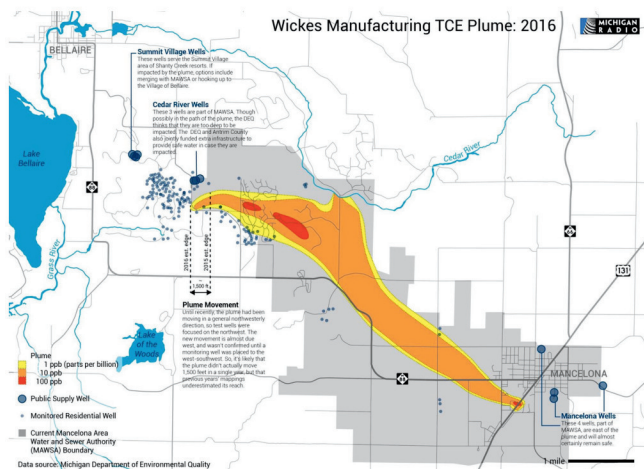 Wickes Manufacturing TCE Plume: 2016
MICHIGAN
RADIO
BELLAIRE
Summit Village Wells
These wells serve the Summit Village
area of Shanty Creek resorts. If
impacted by the plume, options include
merging with MAWSA or hooking up to
the Village of Bellare.
Cedar River Wells
These 3 wells are part of MAWSA. Though
possibly in the path of the plume, the DEQ
thinks that they are too deep to be
impacted. The DEQ and Antrim County
also jointly funded extra infrastructure to
provide safe water in case they are
impacted.
Cedar River
Lake
Bellaire
Grass River
2016 est. edge
2015 est. edge
~
1,500 ft
131
Plume Movement
Until recently, the plume had been
moving in a general northwesterly
direction, so test wells were
focused on the northwest. The
new movement is almost due
west, and wasn't confirmed until a
monitoring well was placed to the
west-southwest. So, it's likely that
the plume didn't actually move
1,500 feet in a single year, but that
previous years' mappings
underestimated its reach.
Lake of
the
Woods
Plume
1 ppb (parts per billion)
10 ppb
100 ppb
Public Supply Well
Monitored Residential Well
Current Mancelona Area
Water and Sewer Authority
(MAWSA) Boundary
MANCELONA
Mancelona Wells
These 4 wells, part
of MAWSA, are east of the
plume and will almost
certainly remain safe.
1 mile
Data source: Michigan Department of Environmental Quality